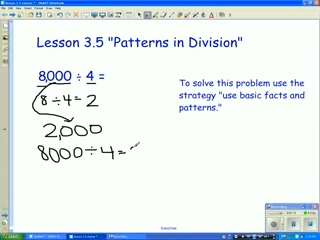 Lesson 3.5 "Patterns in Division"
8,000 ÷ 4 =
8 ÷ 4 = 2
2,000
8000 ÷ 4 =
To solve this problem use the
strategy "use basic facts and
patterns."